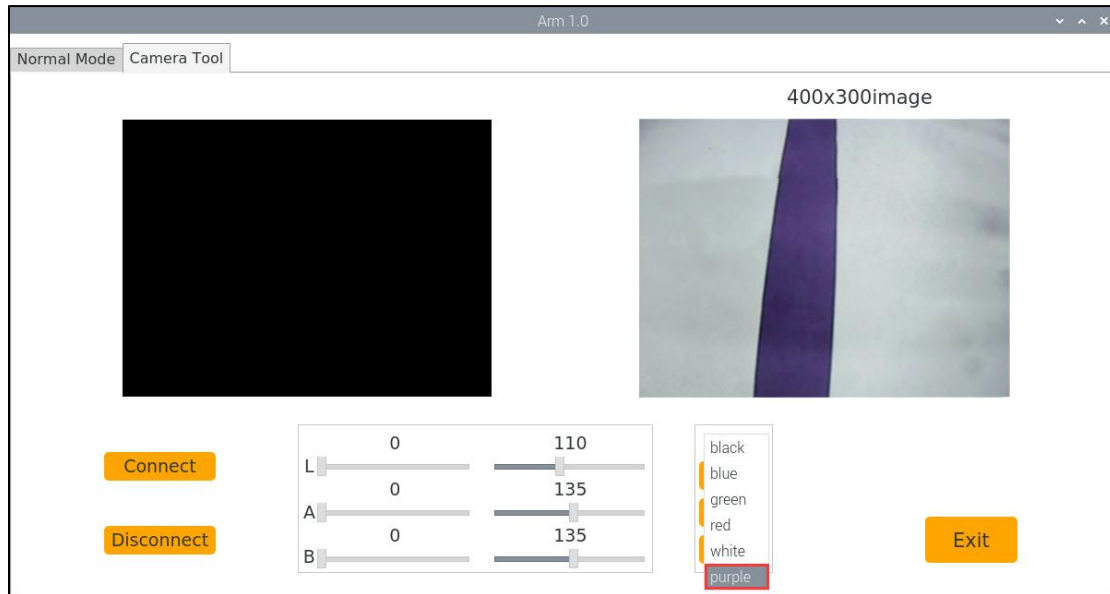 Arm 1.0
Normal Mode Camera Tool
400x300image
Connect
Disconnect
0 110
L
0 135
A
0 135
B
black
blue
green
red
white
purple
Exit